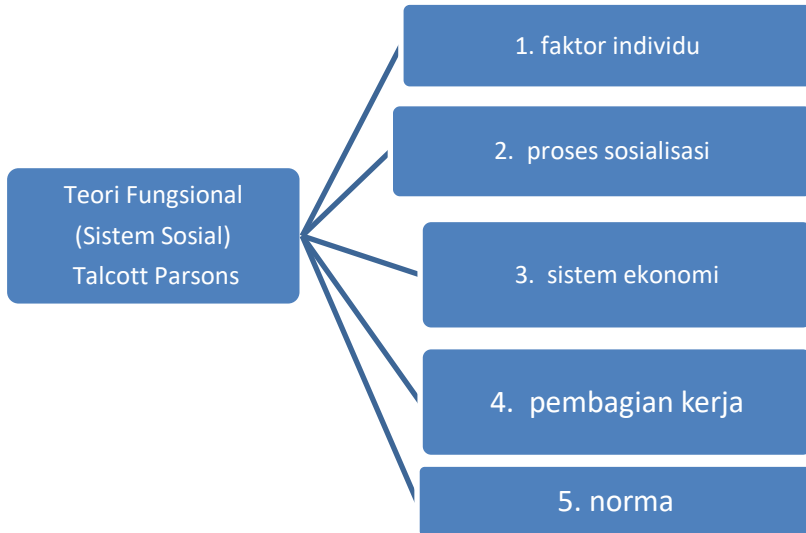 Teori Fungsional
(Sistem Sosial)
Talcott Parsons
1. faktor individu
2. proses sosialisasi
3. sistem ekonomi
4. pembagian kerja
5. norma